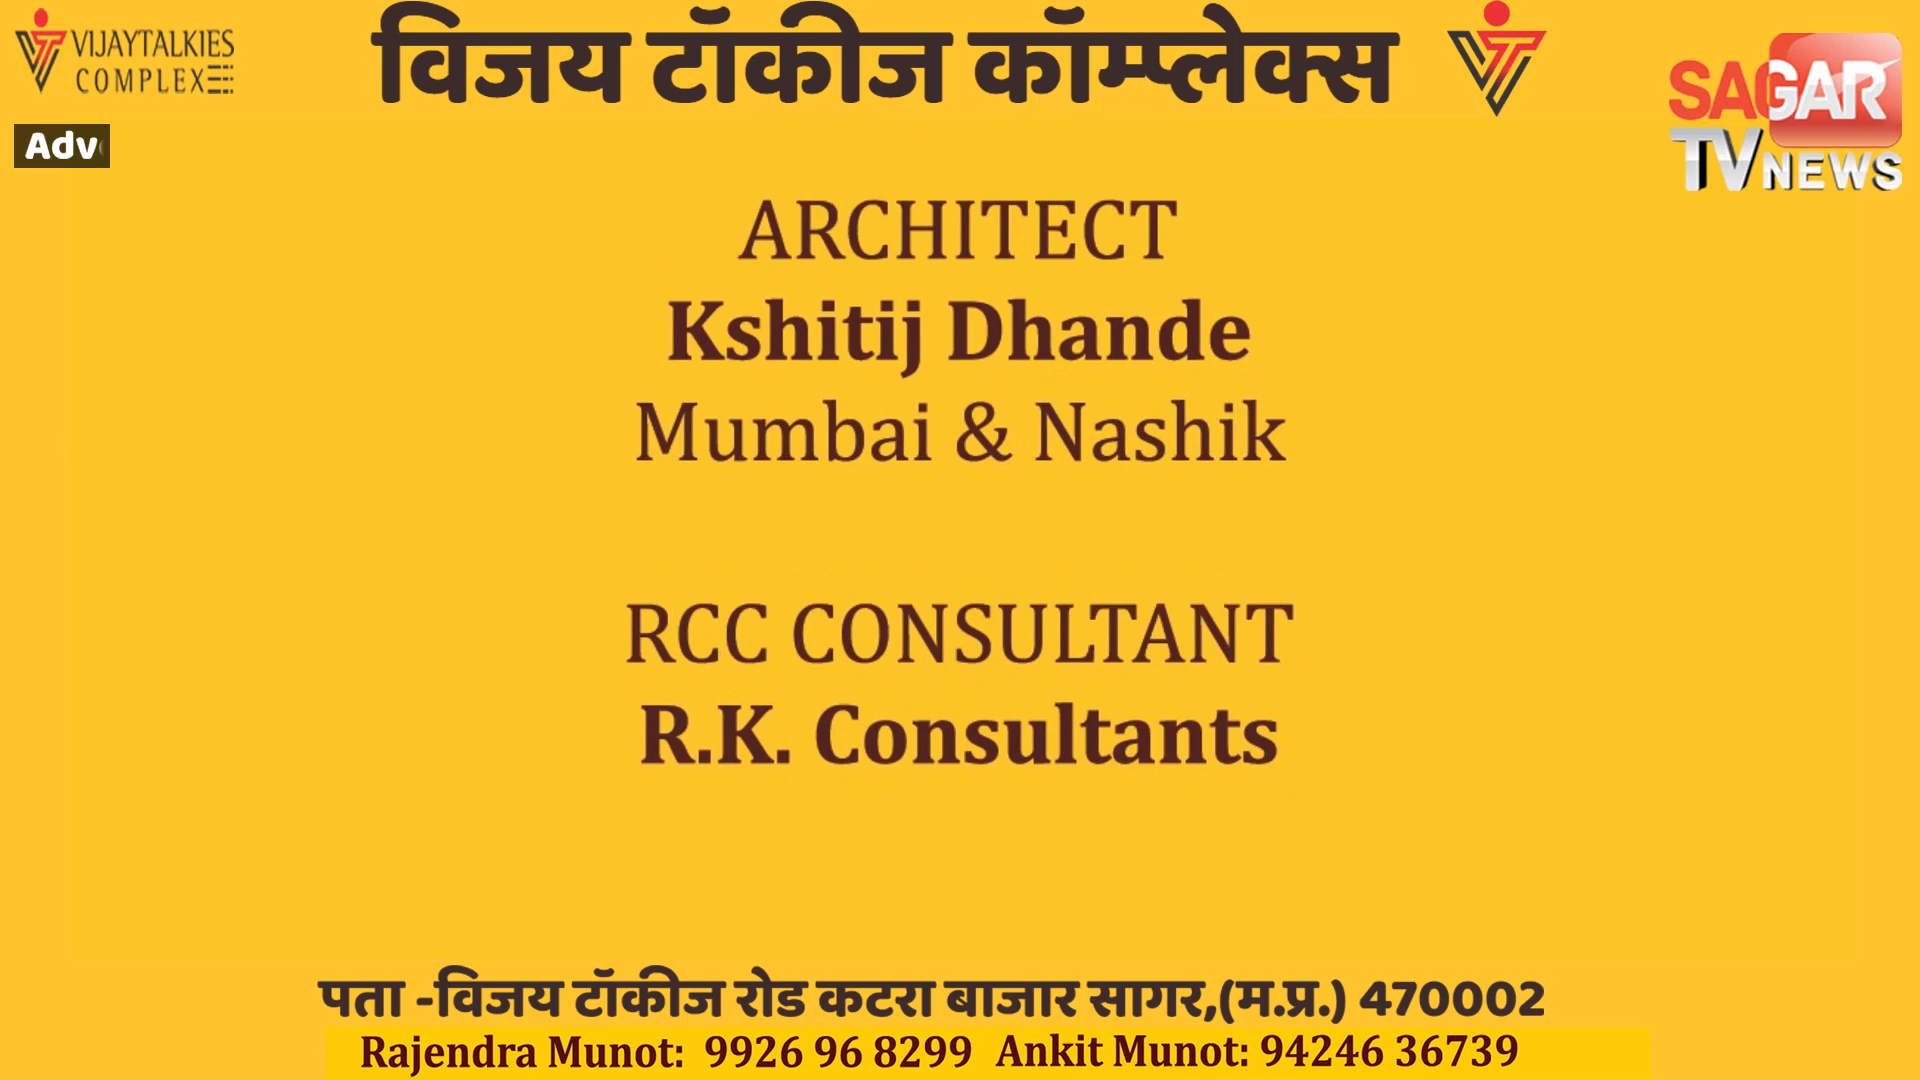 VIJAYTALKIES
COMPLEX
विजय टॉकीज कॉम्प्लेक्स
SAGAR
TV NEWS
Adv
ARCHITECT
Kshitij Dhande
Mumbai & Nashik
RCC CONSULTANT
R.K. Consultants
पता -विजय टॉकीज रोड कटरा बाजार सागर,(म.प्र.) 470002
Rajendra Munot: 9926 96 8299 Ankit Munot: 94246 36739